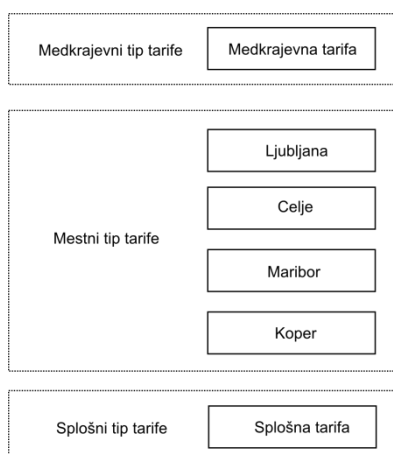 Medkrajevni tip tarife
Medkrajevna tarifa
Ljubljana
Celje
Mestni tip tarife
Maribor
Koper
Splošni tip tarife
Splošna tarifa